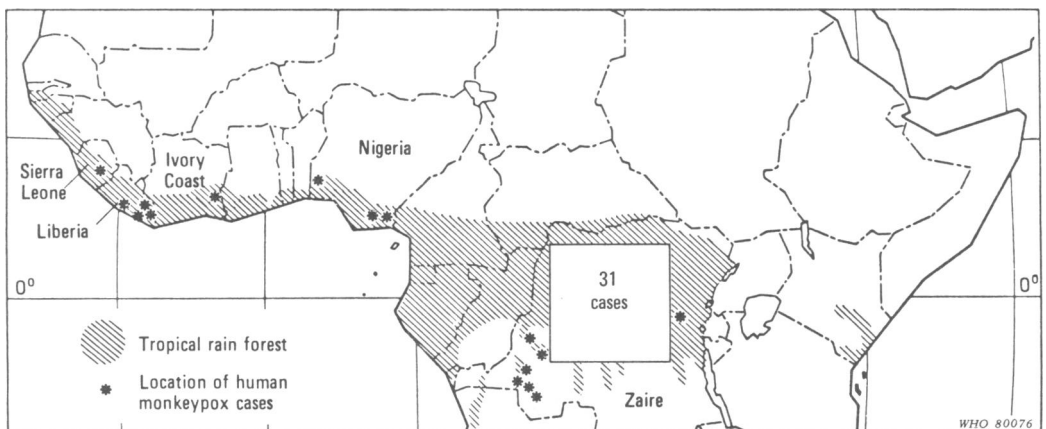 Nigeria
Ivory
Coast
Sierra
Leone
Liberia
31
cases
0°
0°
Tropical rain forest
Location of human
monkeypox cases
Zaire
WHO 80076